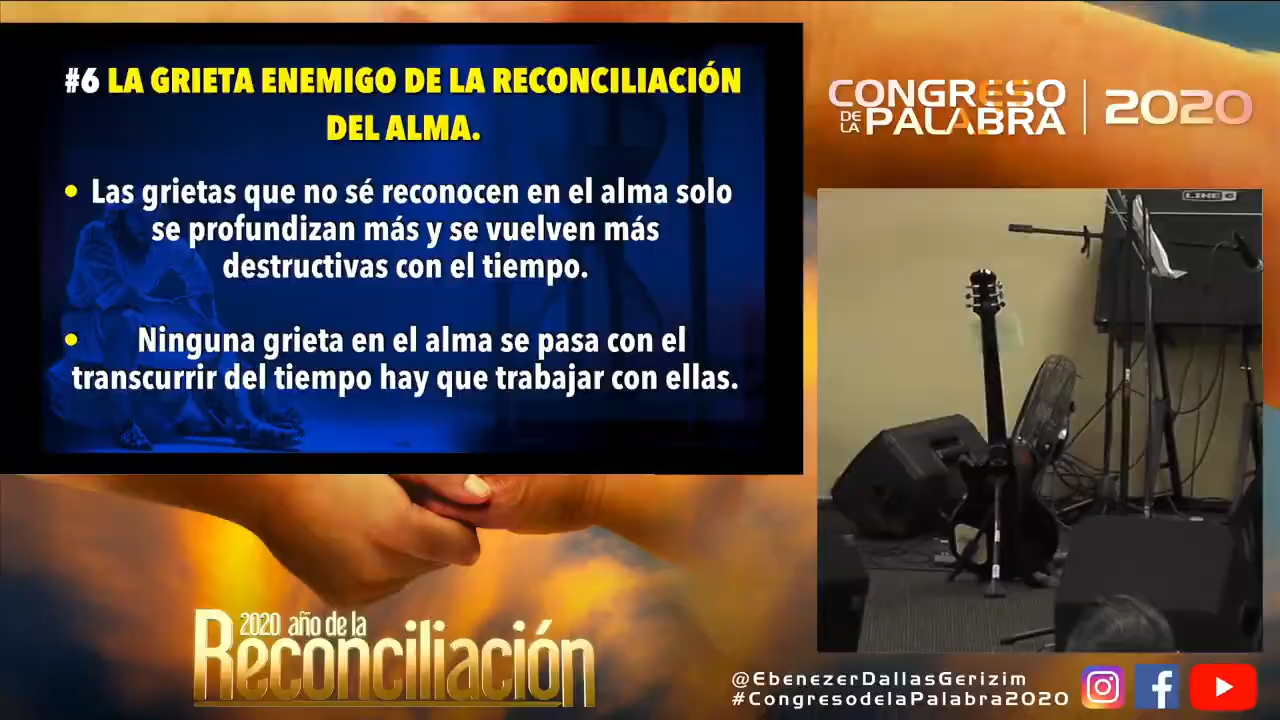 #6 LA GRIETA ENEMIGO DE LA RECONCILIACIÓN
DEL ALMA.
• Las grietas que no sé reconocen en el alma solo
se profundizan más y se vuelven más
destructivas con el tiempo.
• Ninguna grieta en el alma se pasa con el
transcurrir del tiempo hay que trabajar con ellas.
CONGRESO
DE LA PALABRA
2020
LINE 6
2020 año de la
Reconciliación
@EbenezerDallasGerizim
#CongresodelaPalabra2020